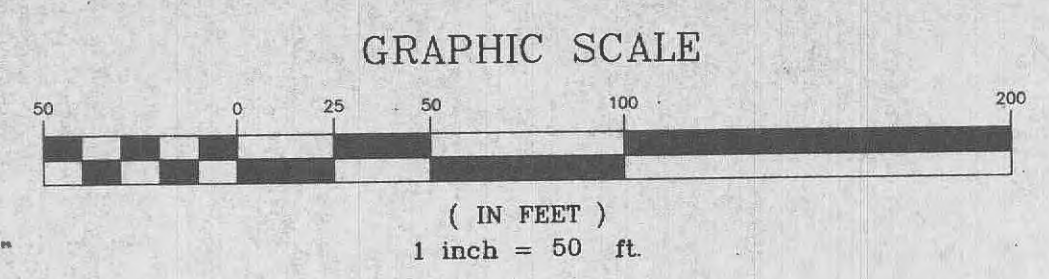 GRAPHIC SCALE
50 0 25 50 100 200
( IN FEET )
1 inch = 50 ft.